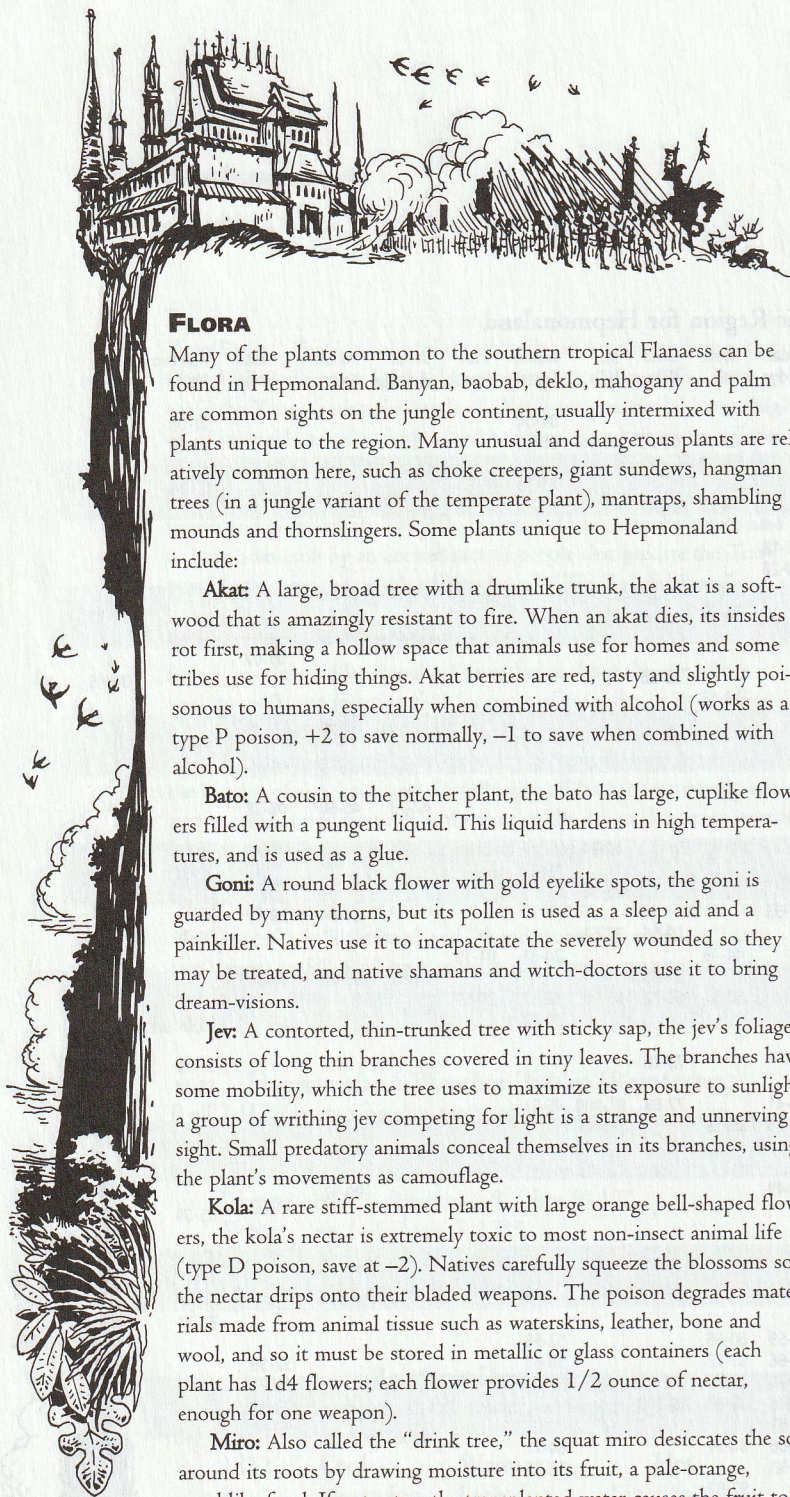 FLORA
Many of the plants common to the southern tropical Flanaess can be
found in Hepmonaland. Banyan, baobab, deklo, mahogany and palm
are common sights on the jungle continent, usually intermixed with
plants unique to the region. Many unusual and dangerous plants are rel
atively common here, such as choke creepers, giant sundews, hangman
trees (in a jungle variant of the temperate plant), mantraps, shambling
mounds and thornslingers. Some plants unique to Hepmonaland
include:
Akat: A large, broad tree with a drumlike trunk, the akat is a soft-
wood that is amazingly resistant to fire. When an akat dies, its insides
rot first, making a hollow space that animals use for homes and some
tribes use for hiding things. Akat berries are red, tasty and slightly poi-
sonous to humans, especially when combined with alcohol (works as a
type P poison, +2 to save normally, –1 to save when combined with
alcohol).
Bato: A cousin to the pitcher plant, the bato has large, cuplike flow
ers filled with a pungent liquid. This liquid hardens in high tempera-
tures, and is used as a glue.
Goni: A round black flower with gold eyelike spots, the goni is
guarded by many thorns, but its pollen is used as a sleep aid and a
painkiller. Natives use it to incapacitate the severely wounded so they
may be treated, and native shamans and witch-doctors use it to bring
dream-visions.
Jev: A contorted, thin-trunked tree with sticky sap, the jev's foliage
consists of long thin branches covered in tiny leaves. The branches hav
some mobility, which the tree uses to maximize its exposure to sunligh
a group of writhing jev competing for light is a strange and unnerving
sight. Small predatory animals conceal themselves in its branches, using
the plant's movements as camouflage.
Kola: A rare stiff-stemmed plant with large orange bell-shaped flow
ers, the kola's nectar is extremely toxic to most non-insect animal life
(type D poison, save at –2). Natives carefully squeeze the blossoms so
the nectar drips onto their bladed weapons. The poison degrades mate
rials made from animal tissue such as waterskins, leather, bone and
wool, and so it must be stored in metallic or glass containers (each
plant has 1d4 flowers; each flower provides 1/2 ounce of nectar,
enough for one weapon).
Miro: Also called the "drink tree," the squat miro desiccates the so
around its roots by drawing moisture into its fruit, a pale-orange,